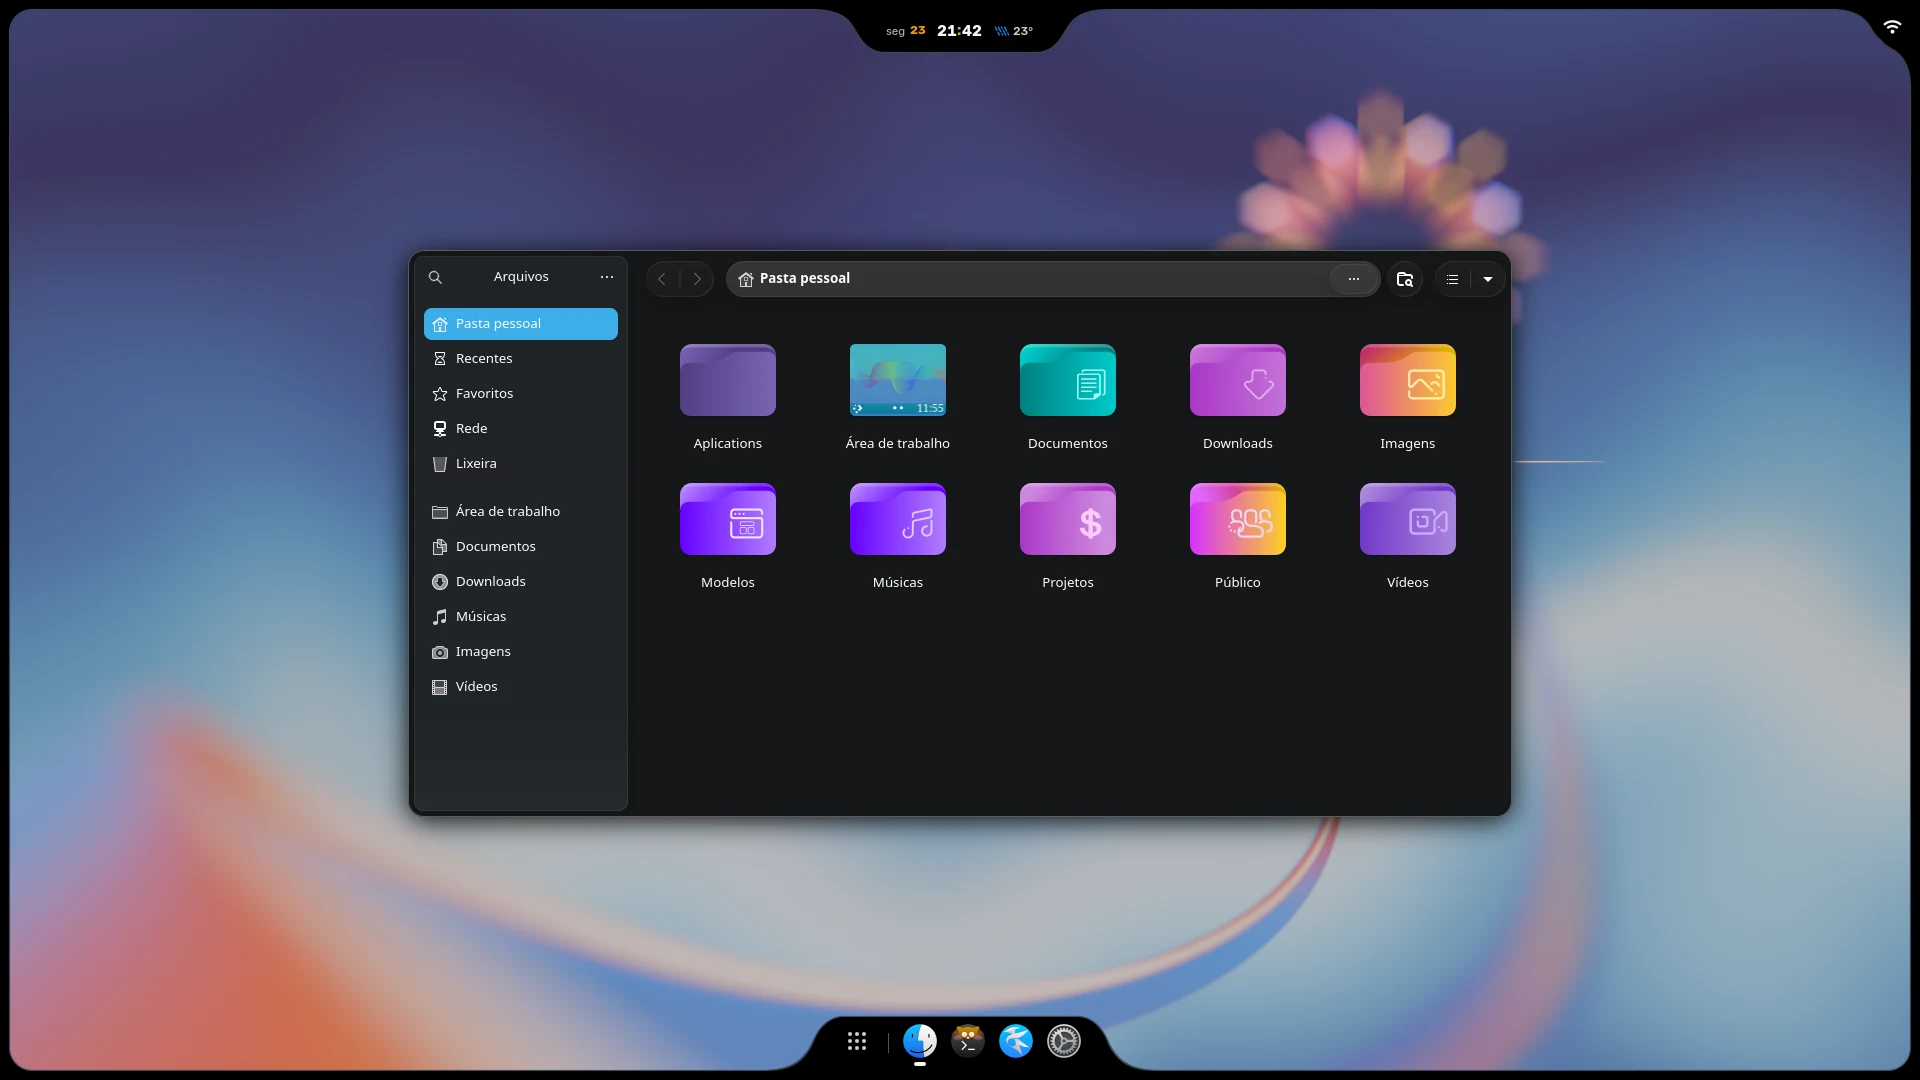 seg 23 21:42 23°
Arquivos
Pasta pessoal
Pasta pessoal
Recentes
Favoritos
Rede
Lixeira
Área de trabalho
Documentos
Downloads
Músicas
Imagens
Vídeos
11:55
Aplications
Área de trabalho
Documentos
Downloads
Imagens
$
Modelos
Músicas
Projetos
Público
Vídeos